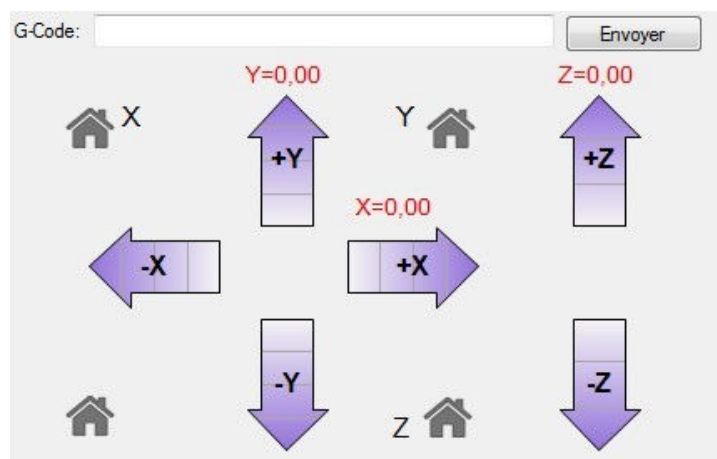 G-Code: Envoyer
Y=0,00 Z=0,00
X Y
+Y +Z
X=0,00
-X +X
-Y -Z
Z